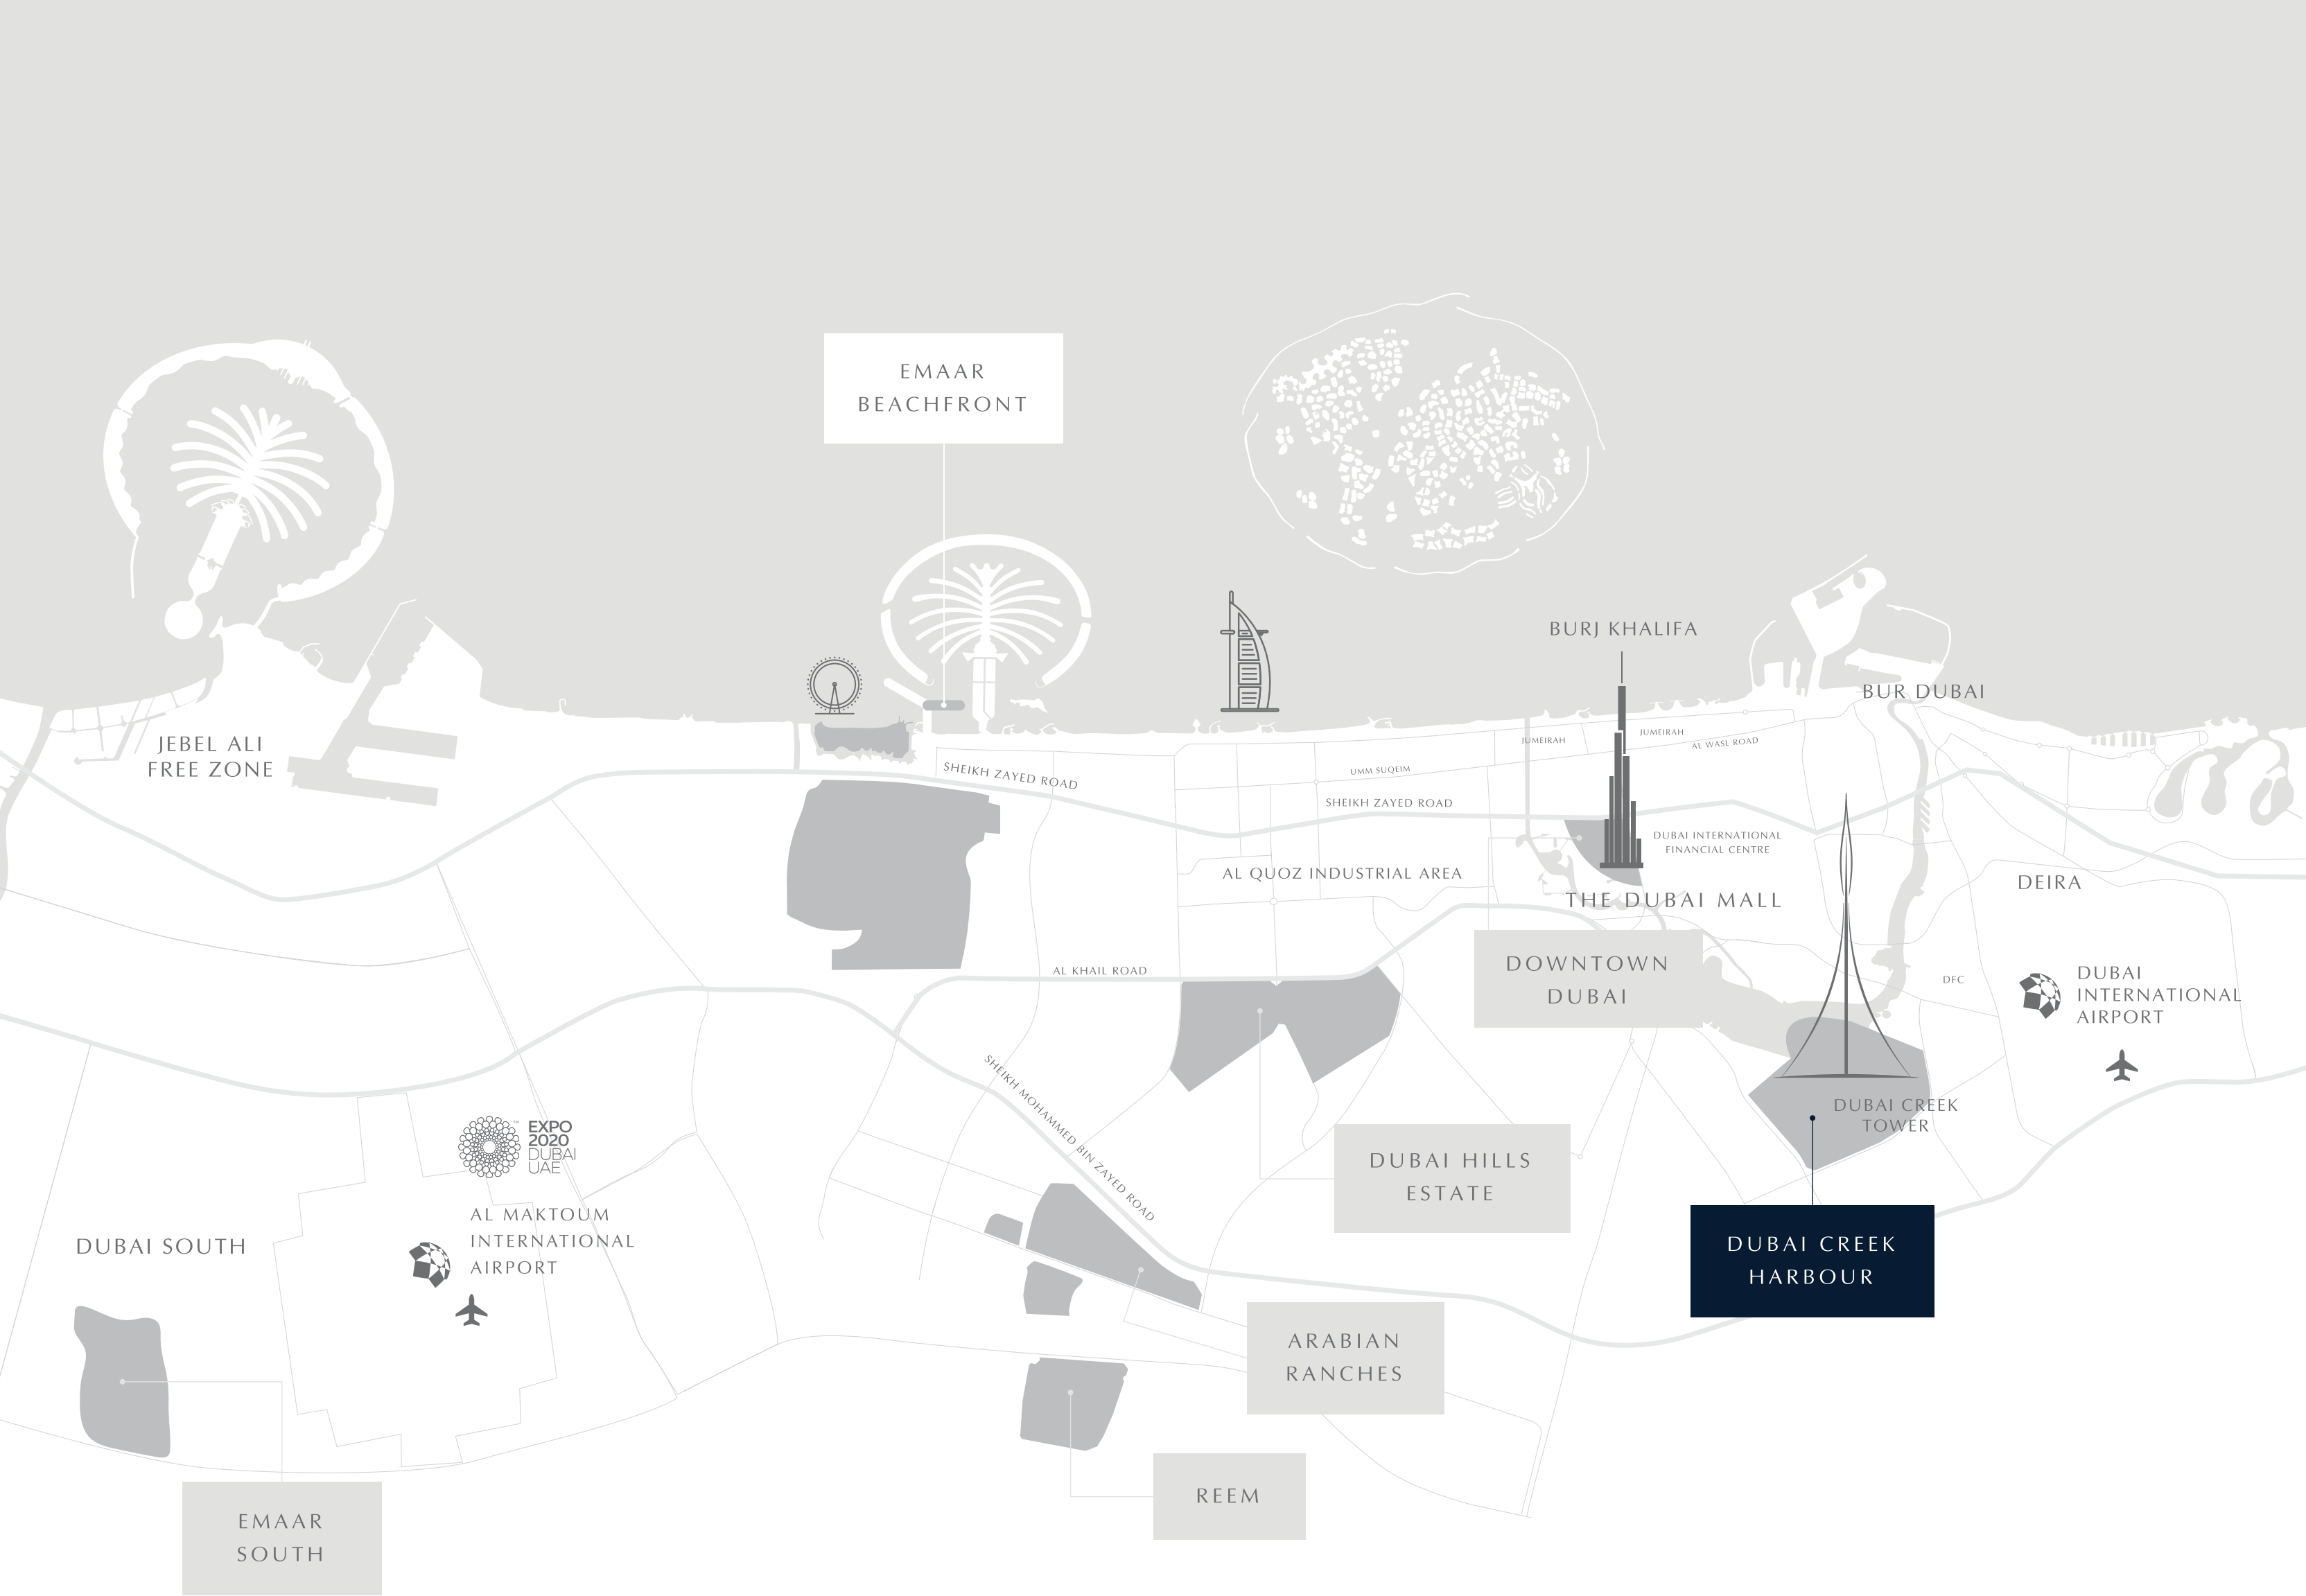 EMAAR
BEACHFRONT
BURJ KHALIFA
BUR DUBAI
JEBEL ALI
FREE ZONE
JUMEIRAH
JUMEIRAH
AL WASL ROAD
UMM SUQEIM
SHEIKH ZAYED ROAD
SHEIKH ZAYED ROAD
DUBAI INTERNATIONAL
FINANCIAL CENTRE
AL QUOZ INDUSTRIAL AREA
THE DUBAI MALL
DEIRA
DOWNTOWN
DUBAI
AL KHAIL ROAD
DFC
DUBAI
INTERNATIONAL
AIRPORT
SHEIKH MOHAMMED BIN ZAYED ROAD
DUBAI CREEK
TOWER
EXPO
2020
DUBAI
UAE
™
DUBAI HILLS
ESTATE
AL MAKTOUM
INTERNATIONAL
AIRPORT
DUBAI SOUTH
DUBAI CREEK
HARBOUR
ARABIAN
RANCHES
REEM
EMAAR
SOUTH